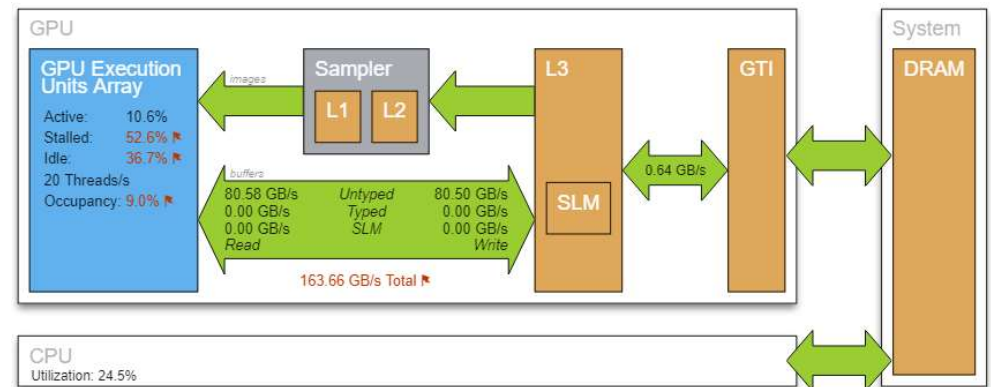 GPU
System
GPU Execution
Units Array
Active: 10.6%
Stalled: 52.6%
Idle: 36.7%
20 Threads/s
Occupancy: 9.0%
images
Sampler
L1
L2
L3
GTI
DRAM
0.64 GB/s
buffers
80.58 GB/s Untyped 80.50 GB/s
0.00 GB/s Typed 0.00 GB/s
0.00 GB/s SLM 0.00 GB/s
Read Write
SLM
163.66 GB/s Total
CPU
Utilization: 24.5%